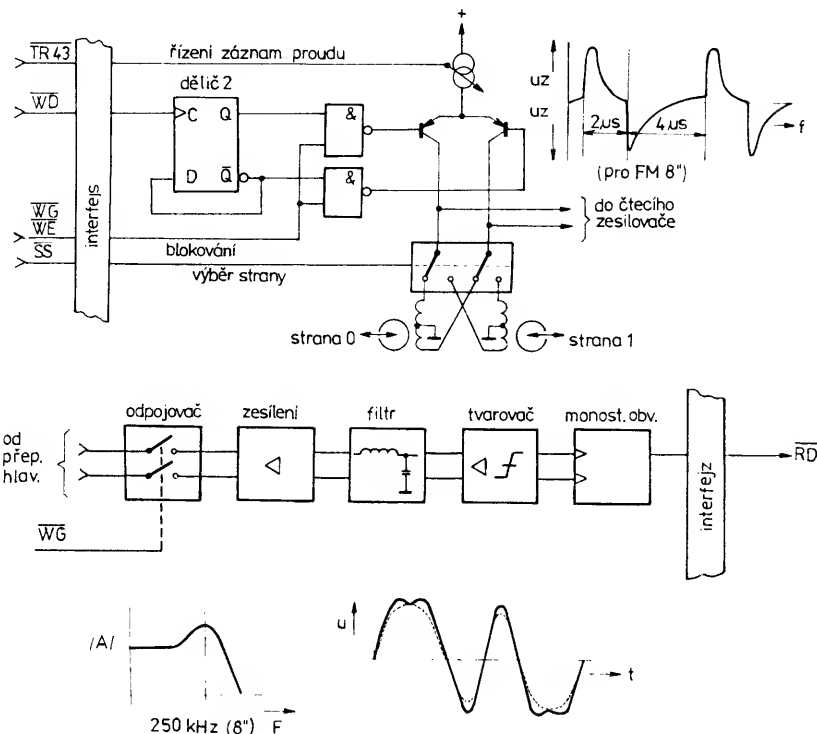 TR43
řízení záznam. proudu
+
dělič 2
WD
C Q
D Q
&
&
uz
uz
2µs
4µs
f
(pro FM 8")
WG
WE
SS
interfejs
blokování
výběr strany
do čtecího
zesilovače
strana 0
strana 1
odpojovač
zesílení
filtr
tvarovač
monost. obv.
od
přep.
hlav.
WG
interfejz
RD
/A/
250 kHz (8") F
u
t